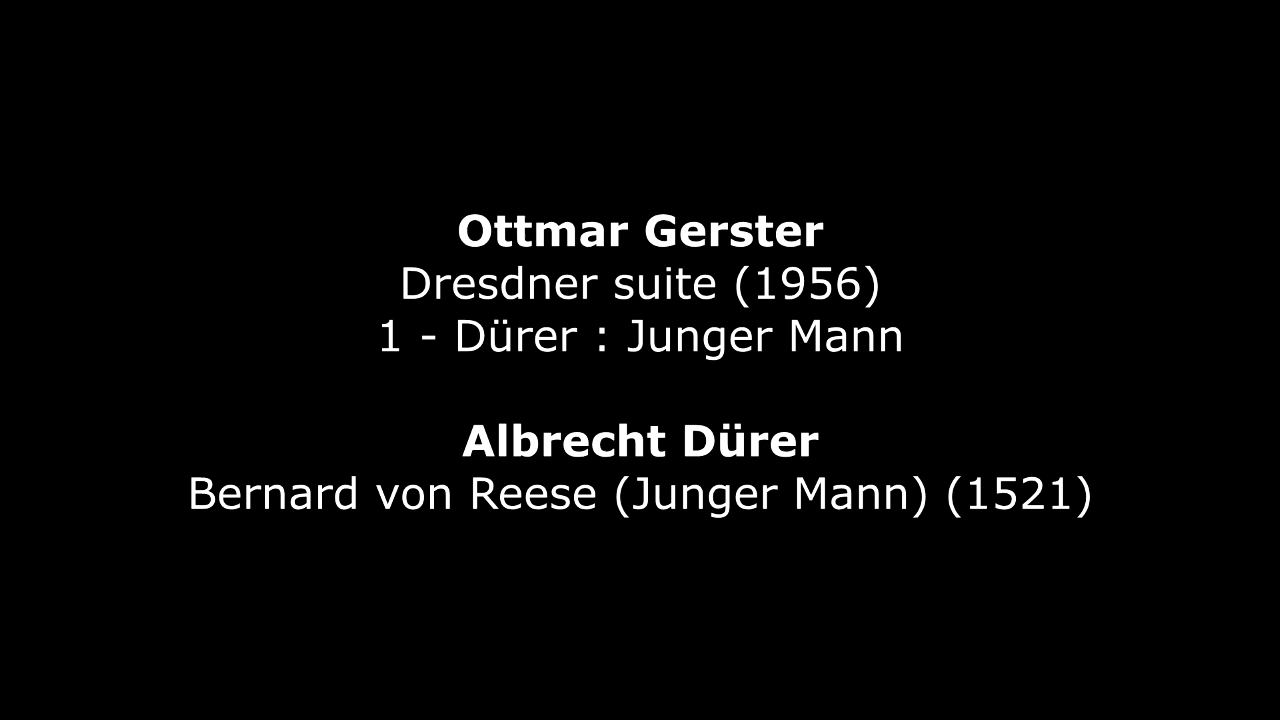 Ottmar Gerster
Dresdner suite (1956)
1 - Dürer : Junger Mann
Albrecht Dürer
Bernard von Reese (Junger Mann) (1521)